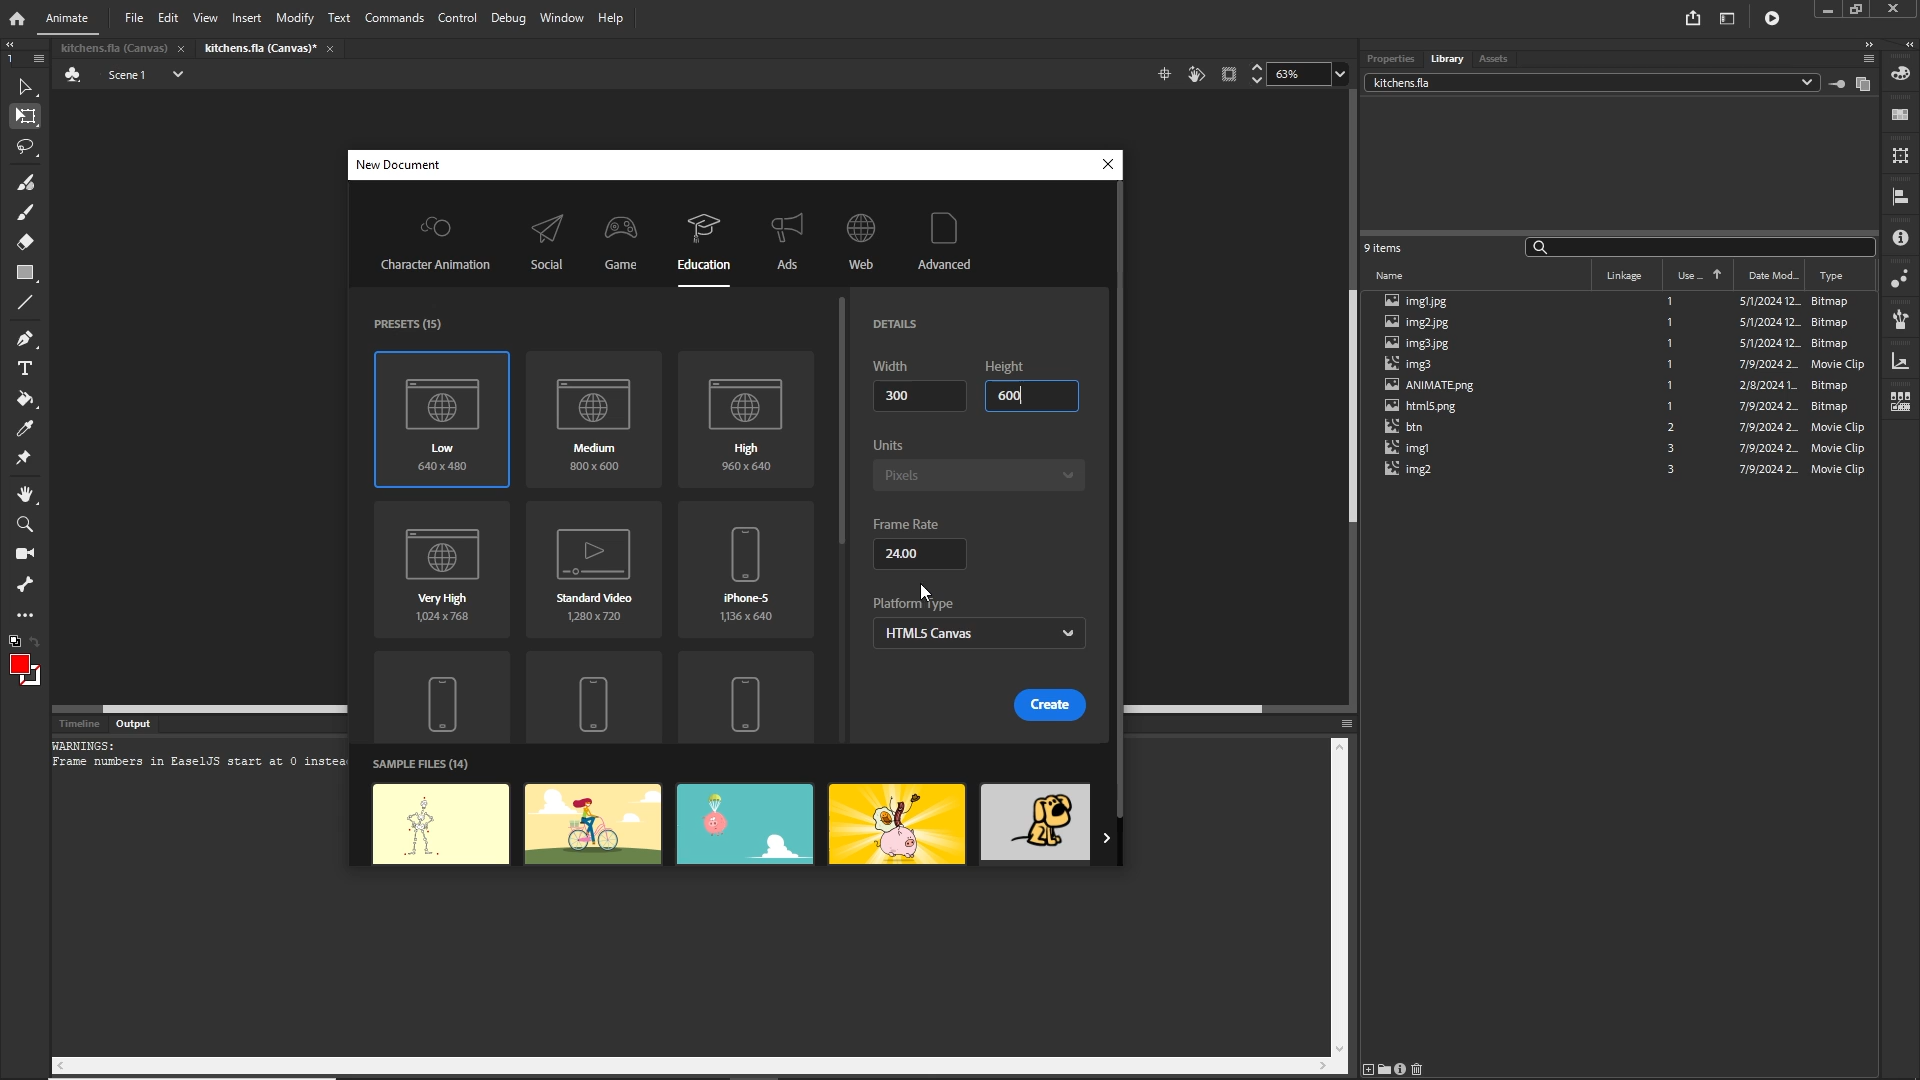 Animate File Edit View Insert Modify Text Commands Control Debug Window Help
kitchens.fla (Canvas) kitchens.fla (Canvas)*
Scene 1 63%
Properties Library Assets
kitchens.fla
9 items
Name Linkage Use ... Date Mod... Type
img1.jpg 1 5/1/2024 12... Bitmap
img2.jpg 1 5/1/2024 12... Bitmap
img3.jpg 1 5/1/2024 12... Bitmap
img3 1 7/9/2024 2... Movie Clip
ANIMATE.png 1 2/8/2024 1... Bitmap
html5.png 1 7/9/2024 2... Bitmap
btn 2 7/9/2024 2... Movie Clip
img1 3 7/9/2024 2... Movie Clip
img2 3 7/9/2024 2... Movie Clip
New Document
Character Animation Social Game Education Ads Web Advanced
PRESETS (15)
Low
640 x 480
Medium
800 x 600
High
960 x 640
Very High
1,024 x 768
Standard Video
1,280 x 720
iPhone-5
1,136 x 640
DETAILS
Width Height
300 600
Units
Pixels
Frame Rate
24.00
Platform Type
HTML5 Canvas
Create
SAMPLE FILES (14)
Timeline Output
WARNINGS:
Frame numbers in EaselJS start at 0 instea